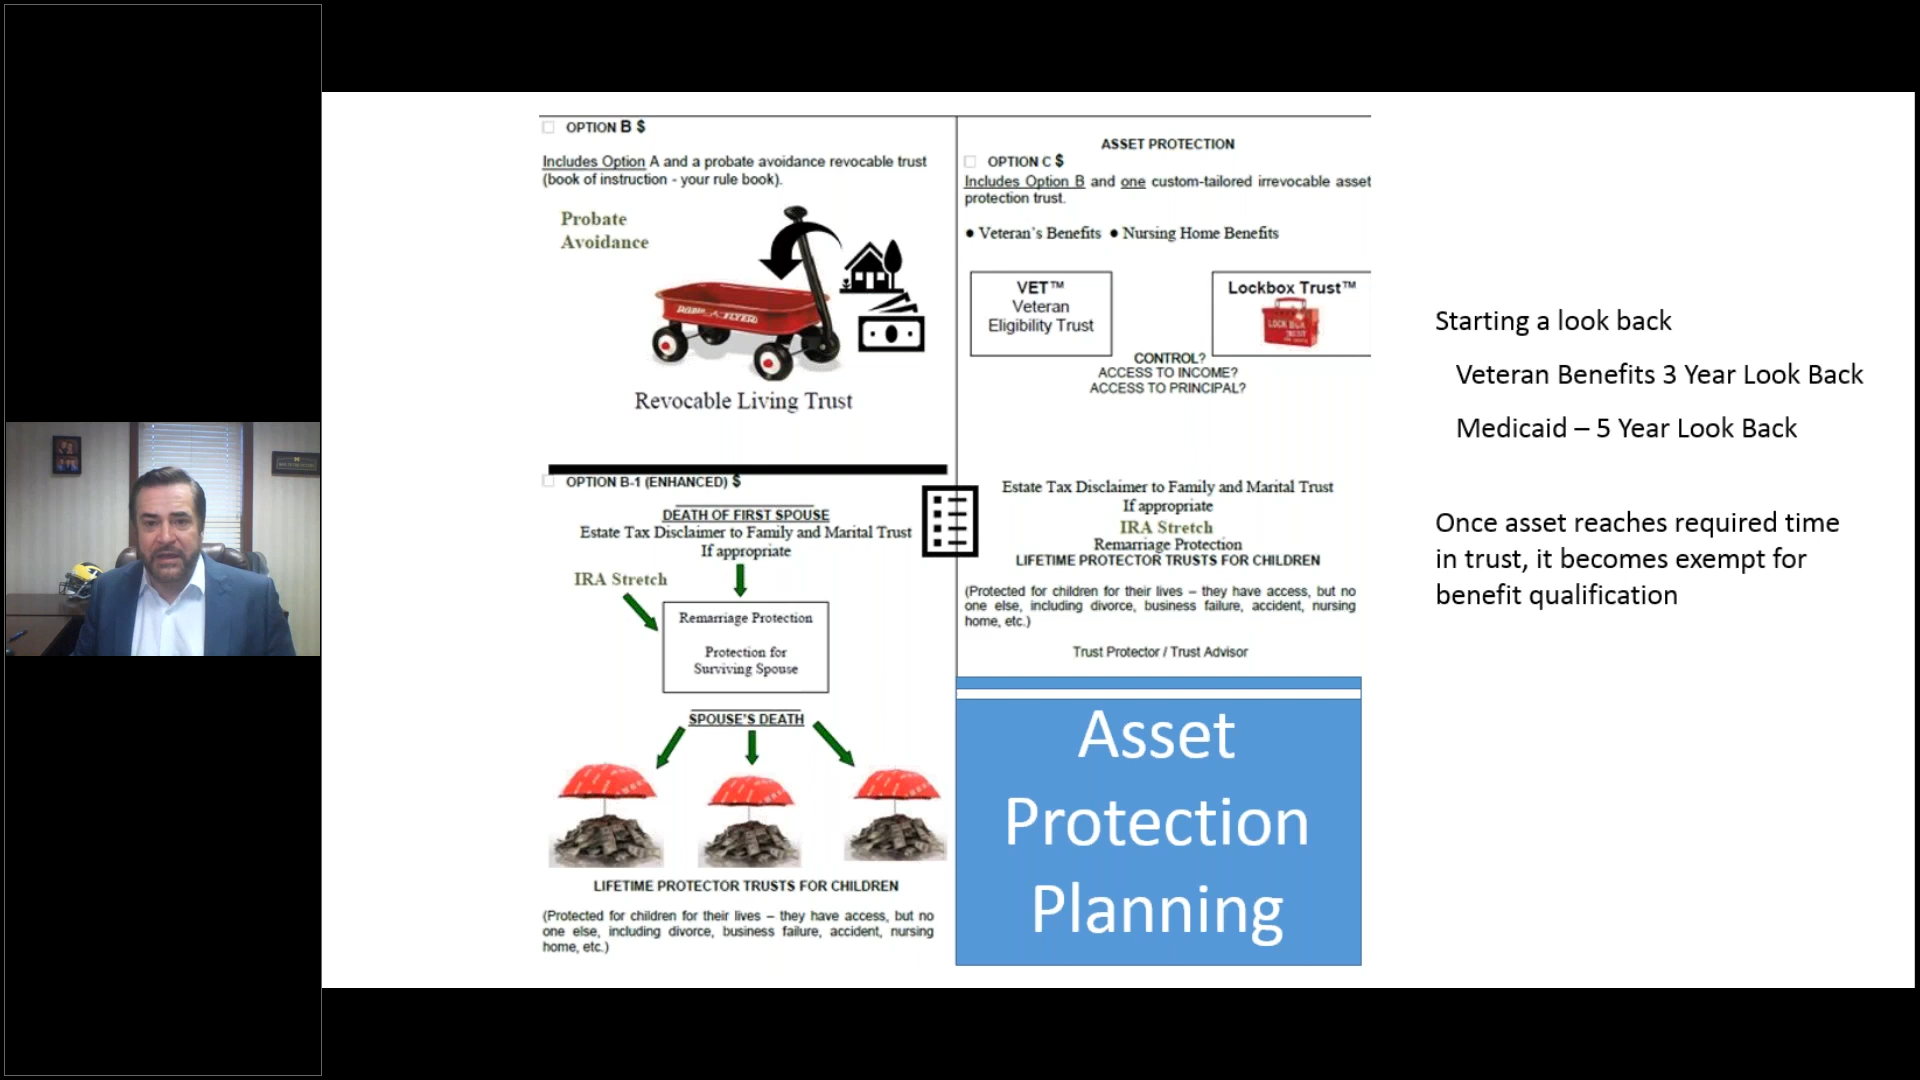 OPTION B $
Includes Option A and a probate avoidance revocable trust
(book of instruction - your rule book).
Probate
Avoidance
RADIO FLYER
Revocable Living Trust
OPTION B-1 (ENHANCED) $
DEATH OF FIRST SPOUSE
Estate Tax Disclaimer to Family and Marital Trust
If appropriate
IRA Stretch
Remarriage Protection
Protection for
Surviving Spouse
SPOUSE'S DEATH
LIFETIME PROTECTOR TRUSTS FOR CHILDREN
(Protected for children for their lives – they have access, but no
one else, including divorce, business failure, accident, nursing
home, etc.)
ASSET PROTECTION
OPTION C $
Includes Option B and one custom-tailored irrevocable asset
protection trust.
● Veteran's Benefits ● Nursing Home Benefits
VET™
Veteran
Eligibility Trust
Lockbox Trust™
LOCK BOX
TRUST
CONTROL?
ACCESS TO INCOME?
ACCESS TO PRINCIPAL?
Estate Tax Disclaimer to Family and Marital Trust
If appropriate
IRA Stretch
Remarriage Protection
LIFETIME PROTECTOR TRUSTS FOR CHILDREN
(Protected for children for their lives – they have access, but no
one else, including divorce, business failure, accident, nursing
home, etc.)
Trust Protector / Trust Advisor
Asset
Protection
Planning
Starting a look back
Veteran Benefits 3 Year Look Back
Medicaid – 5 Year Look Back
Once asset reaches required time
in trust, it becomes exempt for
benefit qualification